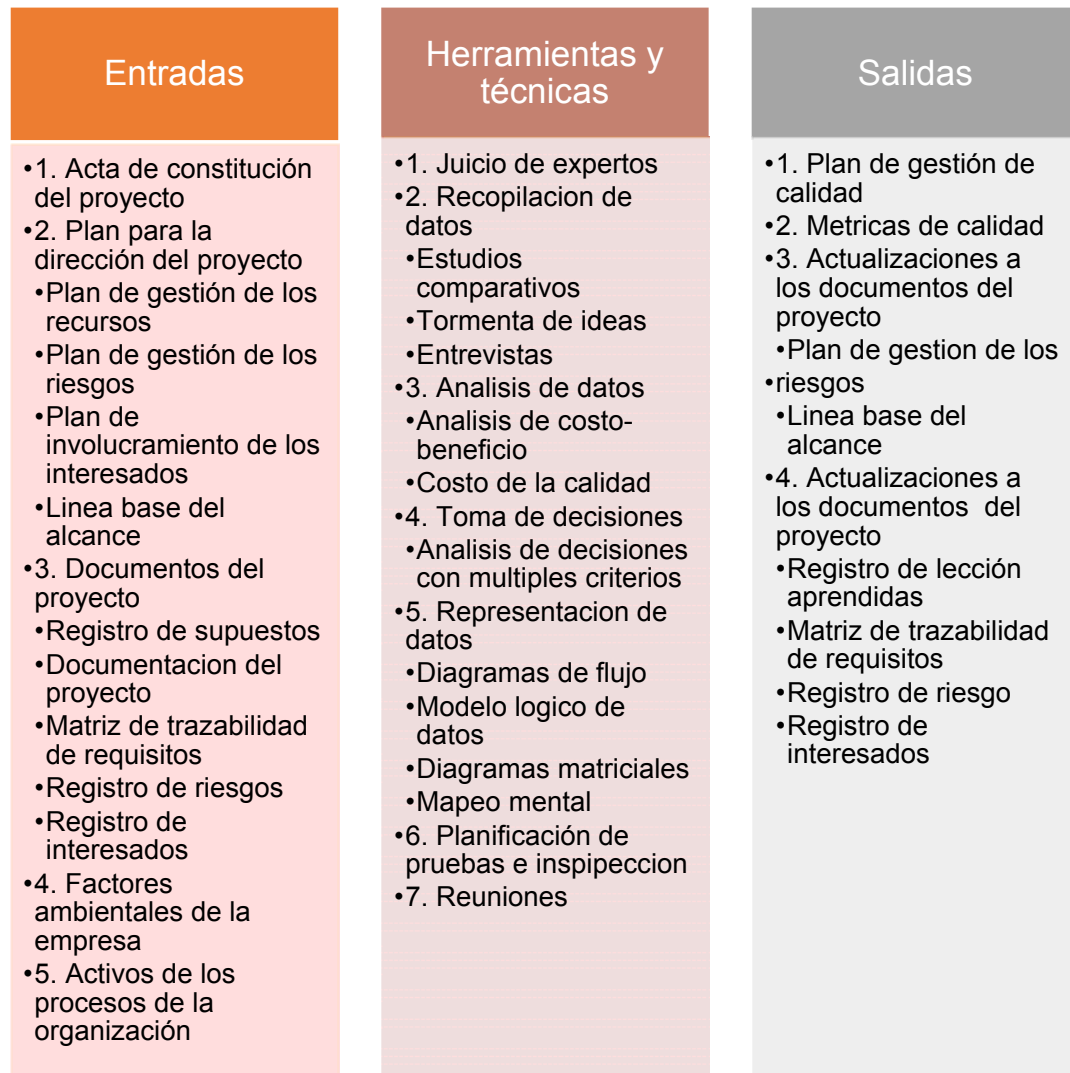 Entradas
•1. Acta de constitución
del proyecto
•2. Plan para la
dirección del proyecto
•Plan de gestión de los
recursos
•Plan de gestión de los
riesgos
•Plan de
involucramiento de los
interesados
•Linea base del
alcance
•3. Documentos del
proyecto
•Registro de supuestos
•Documentacion del
proyecto
•Matriz de trazabilidad
de requisitos
•Registro de riesgos
•Registro de
interesados
•4. Factores
ambientales de la
empresa
•5. Activos de los
procesos de la
organización
Herramientas y
técnicas
•1. Juicio de expertos
•2. Recopilacion de
datos
•Estudios
comparativos
•Tormenta de ideas
•Entrevistas
•3. Analisis de datos
•Analisis de costo-
beneficio
•Costo de la calidad
•4. Toma de decisiones
•Analisis de decisiones
con multiples criterios
•5. Representacion de
datos
•Diagramas de flujo
•Modelo logico de
datos
•Diagramas matriciales
•Mapeo mental
•6. Planificación de
pruebas e inspipeccion
•7. Reuniones
Salidas
•1. Plan de gestión de
calidad
•2. Metricas de calidad
•3. Actualizaciones a
los documentos del
proyecto
•Plan de gestion de los
•riesgos
•Linea base del
alcance
•4. Actualizaciones a
los documentos  del
proyecto
•Registro de lección
aprendidas
•Matriz de trazabilidad
de requisitos
•Registro de riesgo
•Registro de
interesados